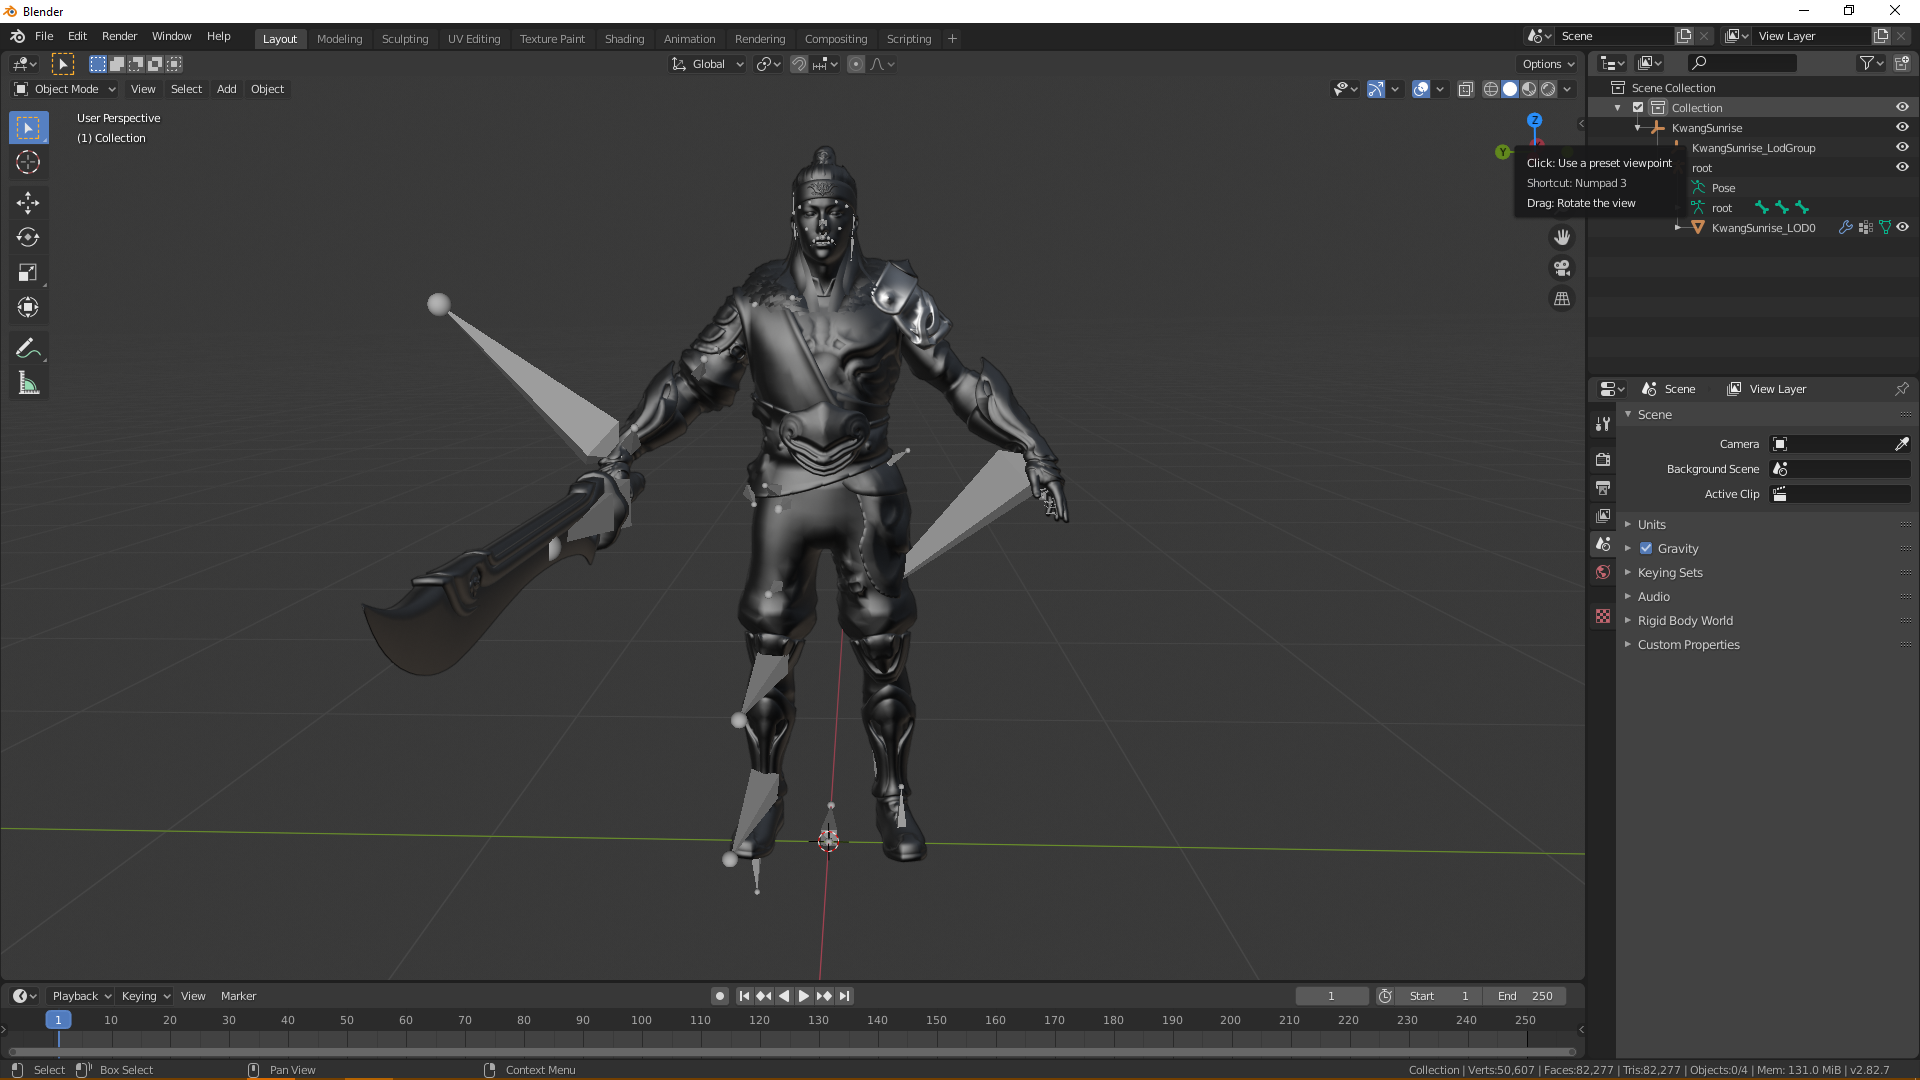 Blender
File Edit Render Window Help
Layout Modeling Sculpting UV Editing Texture Paint Shading Animation Rendering Compositing Scripting +
Scene
View Layer
Global
Options
Object Mode View Select Add Object
User Perspective
(1) Collection
Z
Y
Click: Use a preset viewpoint
Shortcut: Numpad 3
Drag: Rotate the view
Scene Collection
Collection
KwangSunrise
KwangSunrise_LodGroup
root
Pose
root
KwangSunrise_LOD0
Scene View Layer
Scene
Camera
Background Scene
Active Clip
Units
Gravity
Keying Sets
Audio
Rigid Body World
Custom Properties
Playback Keying View Marker
1
Start 1
End 250
1 10 20 30 40 50 60 70 80 90 100 110 120 130 140 150 160 170 180 190 200 210 220 230 240 250
Select Box Select Pan View Context Menu
Collection | Verts:50,607 | Faces:82,277 | Tris:82,277 | Objects:0/4 | Mem: 131.0 MiB | v2.82.7